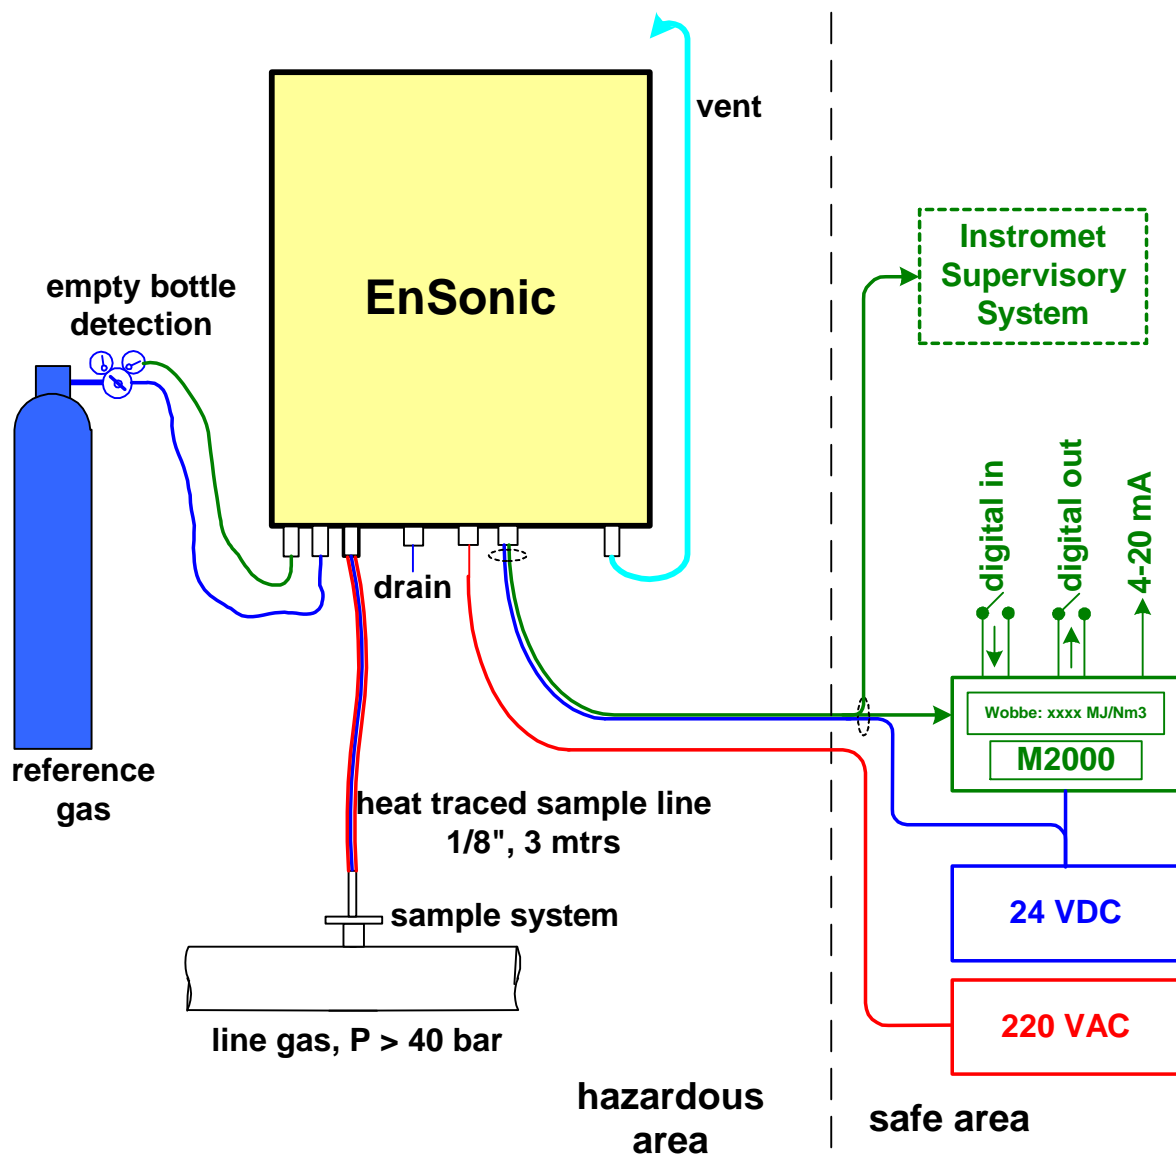 vent
Instromet
Supervisory
System
empty bottle
detection
EnSonic
digital in
digital out
4-20 mA
drain
Wobbe: xxxx MJ/Nm3
M2000
reference
gas
heat traced sample line
1/8", 3 mtrs
sample system
24 VDC
220 VAC
line gas, P > 40 bar
hazardous
area
safe area